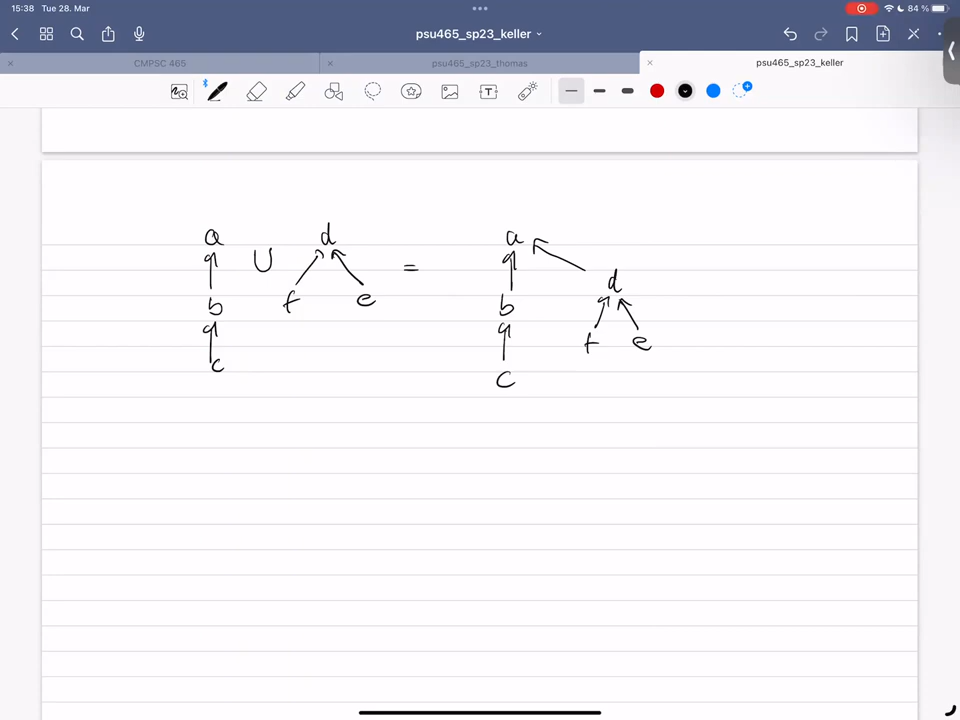 15:38 Tue 28. Mar
84 %
psu465_sp23_keller
CMPSC 465
psu465_sp23_thomas
psu465_sp23_keller
T
a U d = a
d
b f e b
f e
c c